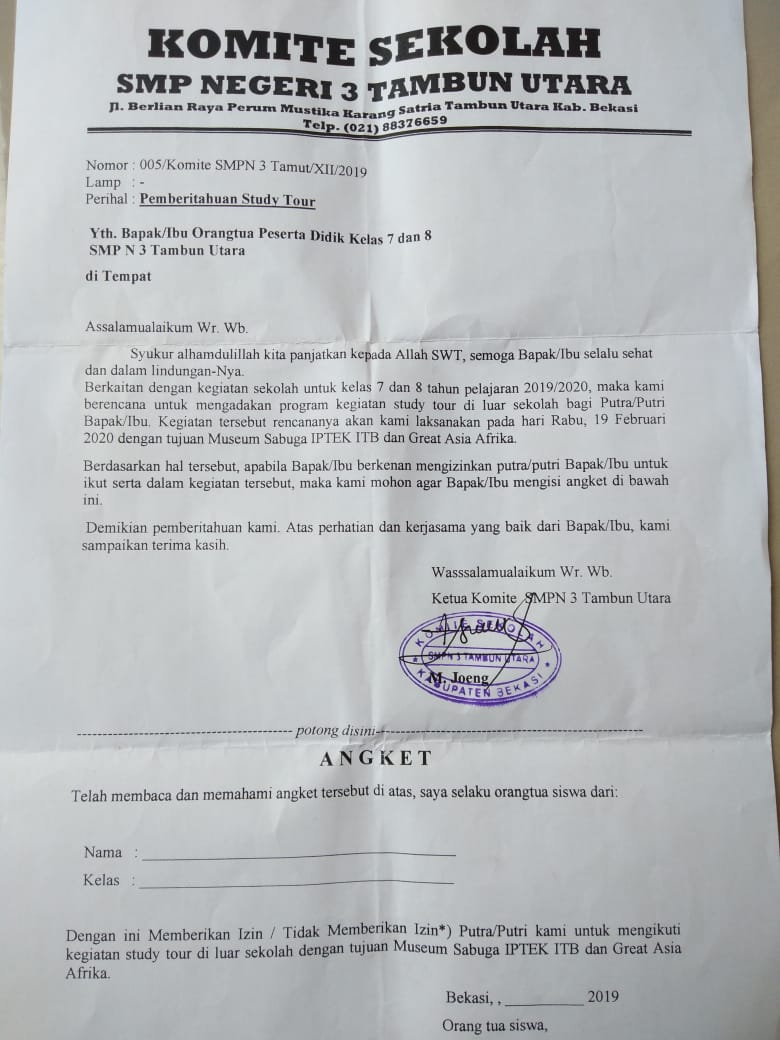 KOMITE SEKOLAH
SMP NEGERI 3 TAMBUN UTARA
Jl. Berlian Raya Perum Mustika Karang Satria Tambun Utara Kab. Bekasi
Telp. (021) 88376659
Nomor : 005/Komite SMPN 3 Tamut/XII/2019
Lamp : -
Perihal : Pemberitahuan Study Tour
Yth. Bapak/Ibu Orangtua Peserta Didik Kelas 7 dan 8
SMP N 3 Tambun Utara
di Tempat
Assalamualaikum Wr. Wb.
Syukur alhamdulillah kita panjatkan kepada Allah SWT, semoga Bapak/Ibu selalu sehat
dan dalam lindungan-Nya.
Berkaitan dengan kegiatan sekolah untuk kelas 7 dan 8 tahun pelajaran 2019/2020, maka kami
berencana untuk mengadakan program kegiatan study tour di luar sekolah bagi Putra/Putri
Bapak/Ibu. Kegiatan tersebut rencananya akan kami laksanakan pada hari Rabu, 19 Februari
2020 dengan tujuan Museum Sabuga IPTEK ITB dan Great Asia Afrika.
Berdasarkan hal tersebut, apabila Bapak/Ibu berkenan mengizinkan putra/putri Bapak/Ibu untuk
ikut serta dalam kegiatan tersebut, maka kami mohon agar Bapak/Ibu mengisi angket di bawah
ini.
Demikian pemberitahuan kami. Atas perhatian dan kerjasama yang baik dari Bapak/Ibu, kami
sampaikan terima kasih.
Wasssalamualaikum Wr. Wb.
Ketua Komite SMPN 3 Tambun Utara
KOMITE SEKOLAH
SMPN 3 TAMBUN UTARA
M. Joeng
KABUPATEN BEKASI
potong disini
ANGKET
Telah membaca dan memahami angket tersebut di atas, saya selaku orangtua siswa dari:
Nama : ____________________
Kelas : ____________________
Dengan ini Memberikan Izin / Tidak Memberikan Izin*) Putra/Putri kami untuk mengikuti
kegiatan study tour di luar sekolah dengan tujuan Museum Sabuga IPTEK ITB dan Great Asia
Afrika.
Bekasi, , __________ 2019
Orang tua siswa,